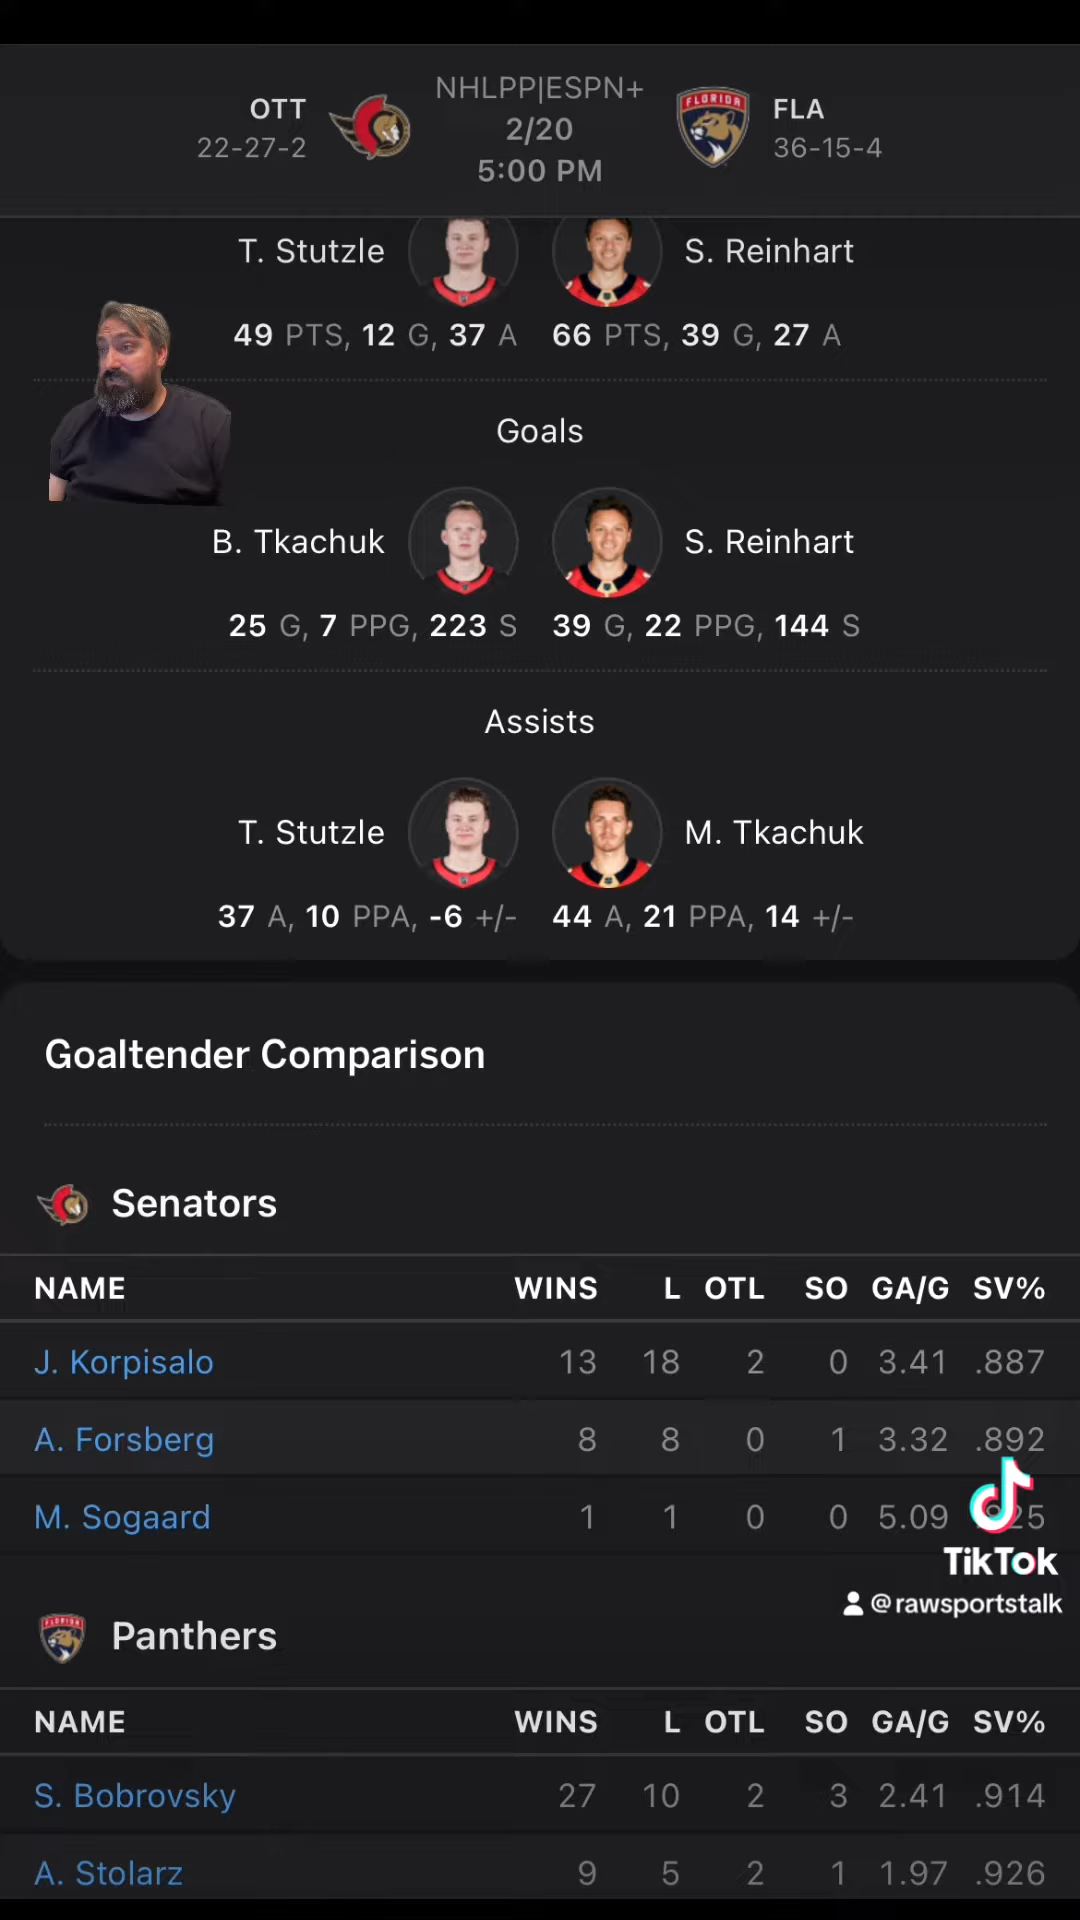 NHLPP|ESPN+
OTT
22-27-2
2/20
5:00 PM
FLORIDA
FLA
36-15-4
T. Stutzle
S. Reinhart
49 PTS, 12 G, 37 A
66 PTS, 39 G, 27 A
Goals
B. Tkachuk
S. Reinhart
25 G, 7 PPG, 223 S
39 G, 22 PPG, 144 S
Assists
T. Stutzle
M. Tkachuk
37 A, 10 PPA, -6 +/-
44 A, 21 PPA, 14 +/-
Goaltender Comparison
Senators
NAME WINS L OTL SO GA/G SV%
J. Korpisalo 13 18 2 0 3.41 .887
A. Forsberg 8 8 0 1 3.32 .892
M. Sogaard 1 1 0 0 5.09
TikTok
@rawsportstalk
FLORIDA
Panthers
NAME WINS L OTL SO GA/G SV%
S. Bobrovsky 27 10 2 3 2.41 .914
A. Stolarz 9 5 2 1 1.97 .926